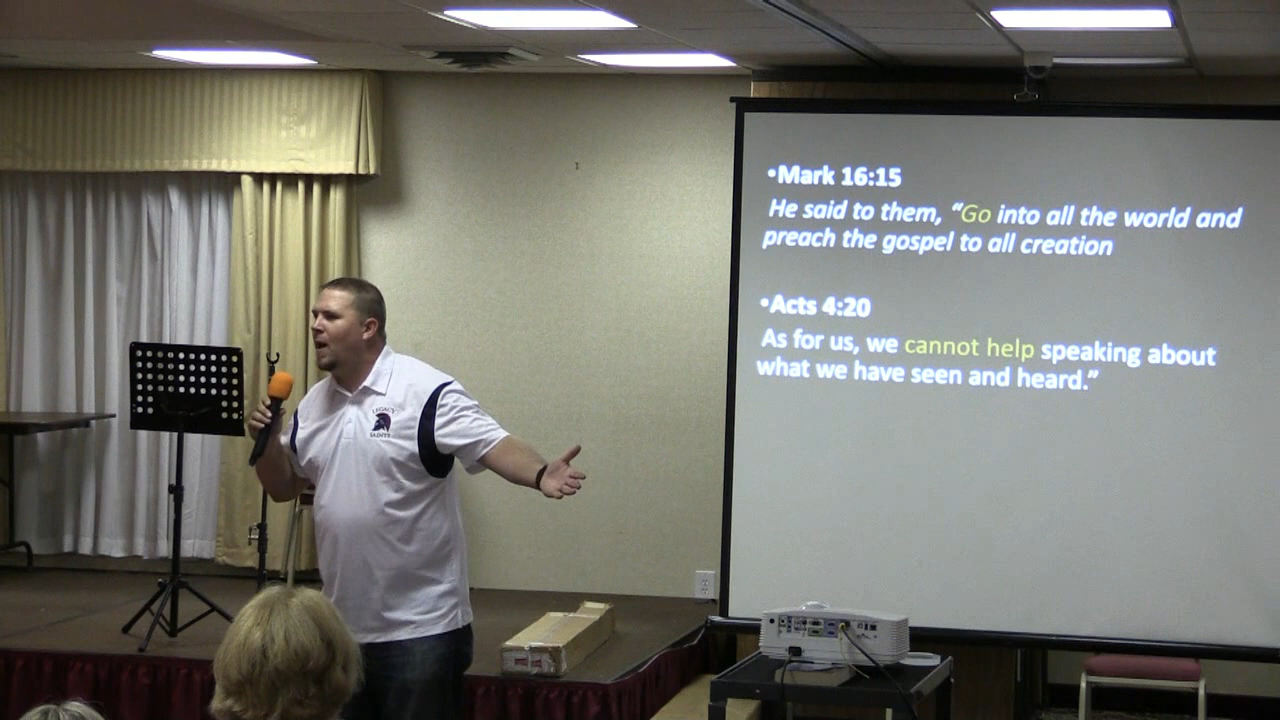 •Mark 16:15
He said to them, “Go into all the world and
preach the gospel to all creation
•Acts 4:20
As for us, we cannot help speaking about
what we have seen and heard.”
LEGACY
SAINTS